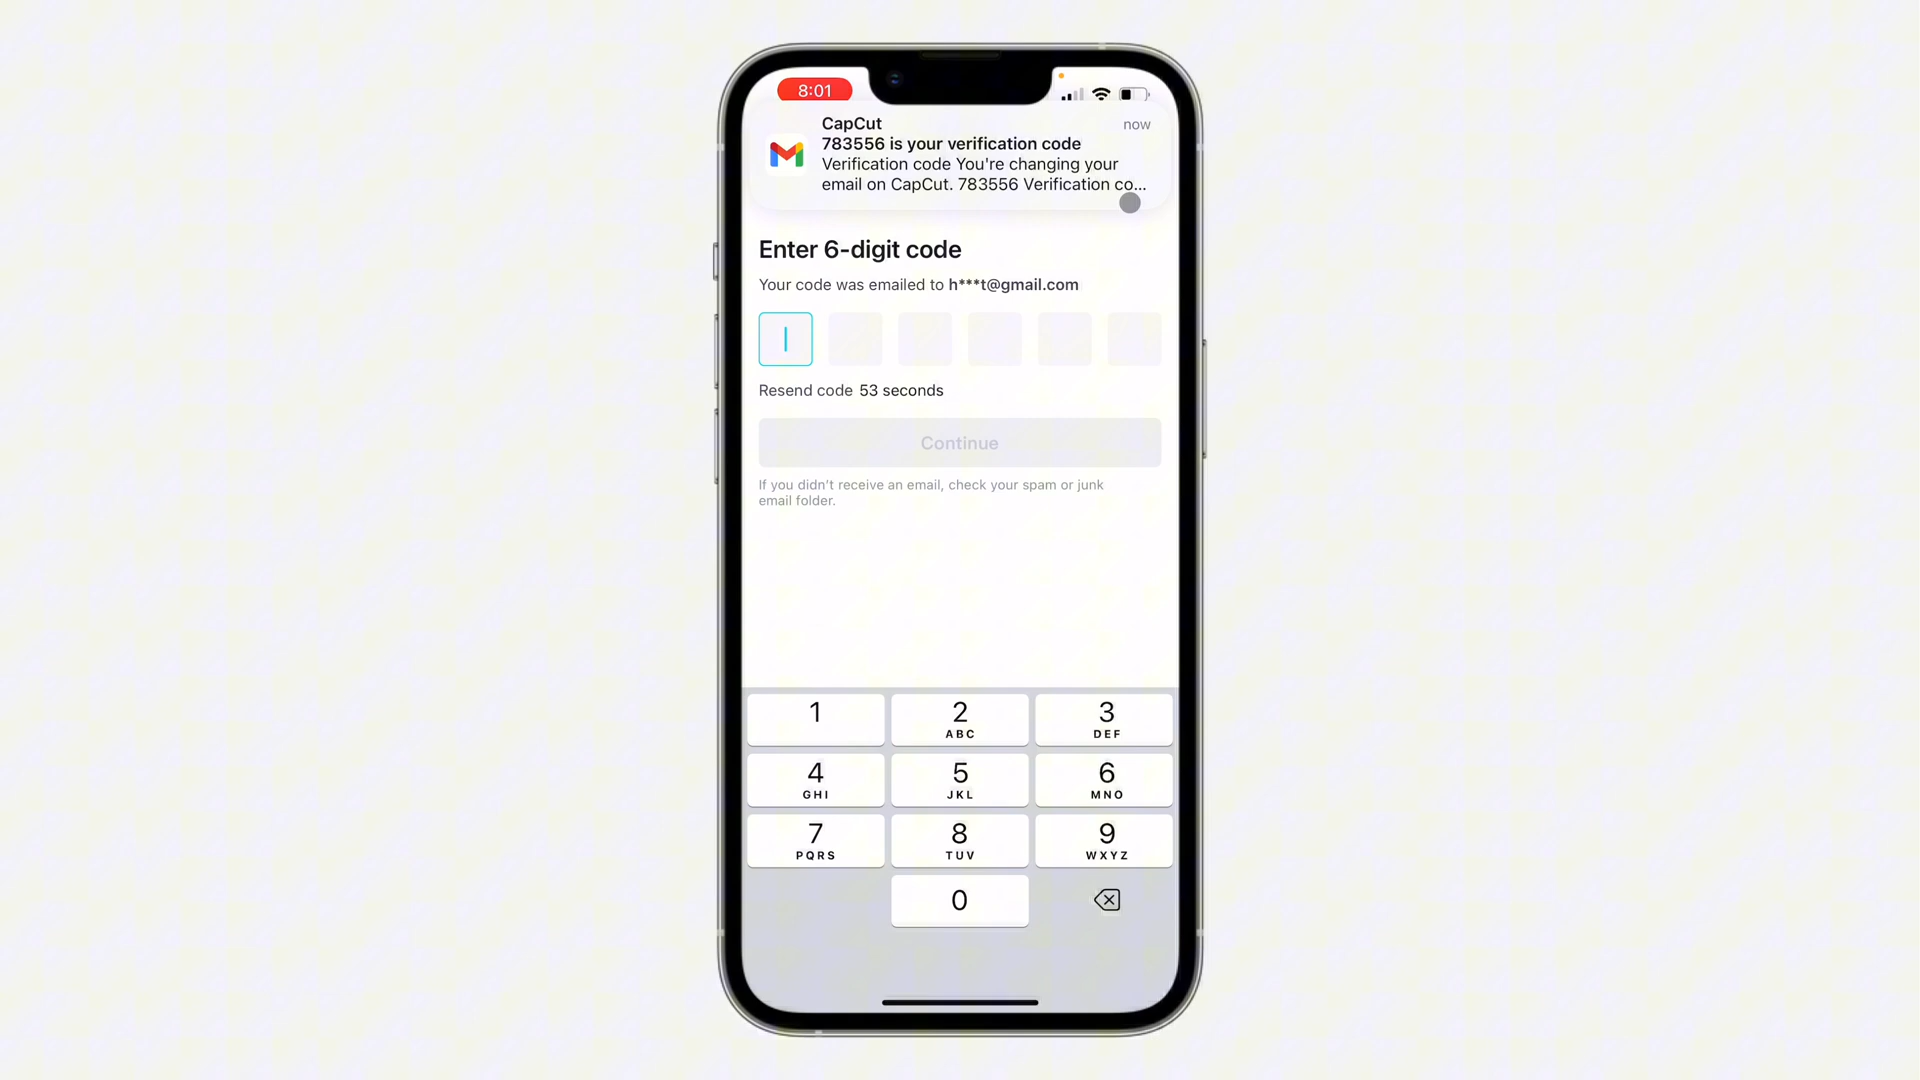 8:01
CapCut
now
783556 is your verification code
Verification code You're changing your
email on CapCut. 783556 Verification co...
Enter 6-digit code
Your code was emailed to h***t@gmail.com
Resend code 53 seconds
Continue
If you didn't receive an email, check your spam or junk
email folder.
1 2 3
ABC DEF
4 5 6
GHI JKL MNO
7 8 9
PQRS TUV WXYZ
0